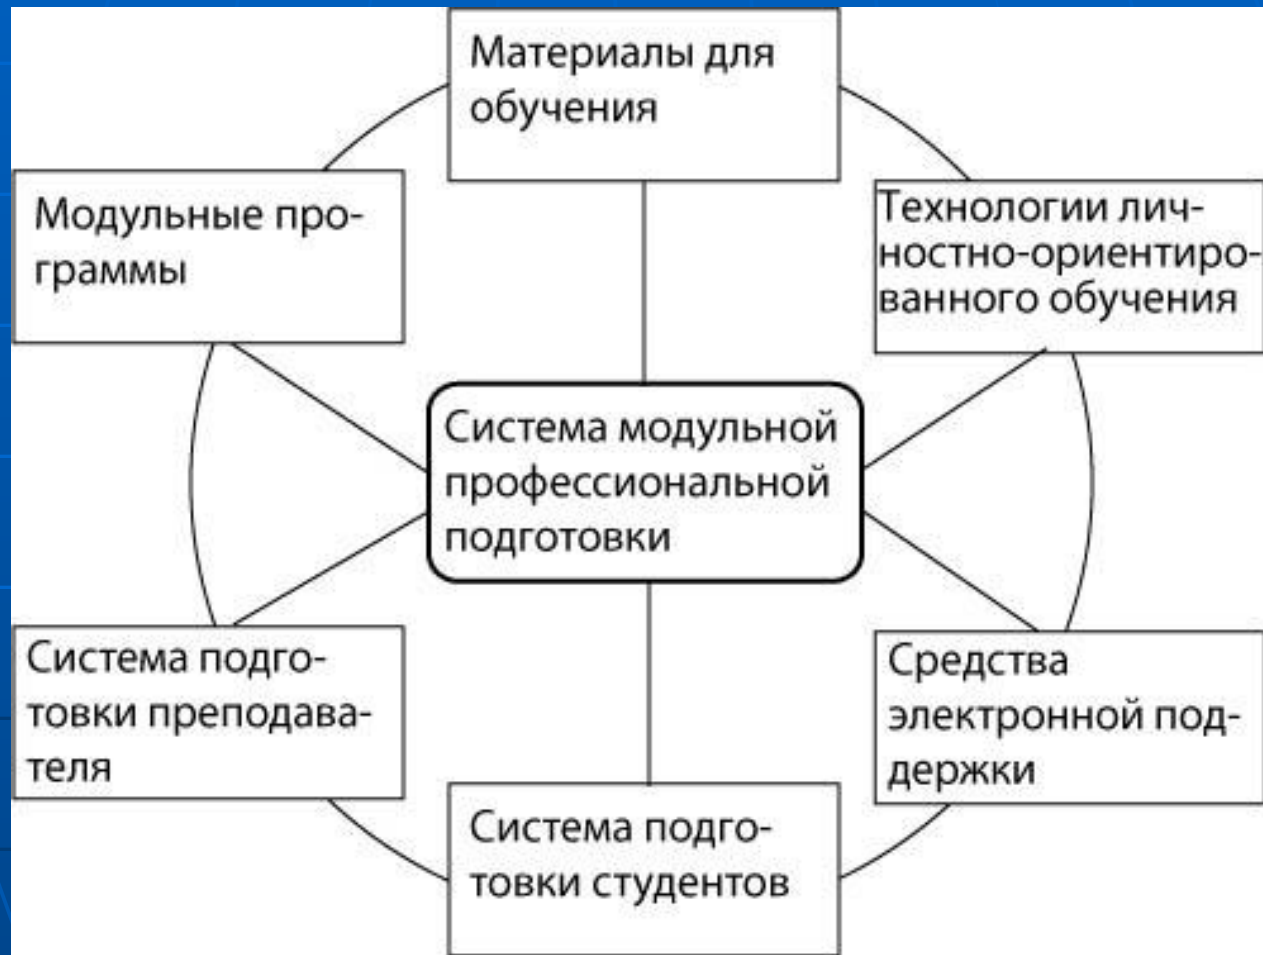 Материалы для
обучения
Модульные про-
граммы
Технологии лич-
ностно-ориентиро-
ванного обучения
Система модульной
профессиональной
подготовки
Система подго-
товки преподава-
теля
Средства
электронной под-
держки
Система подго-
товки студентов